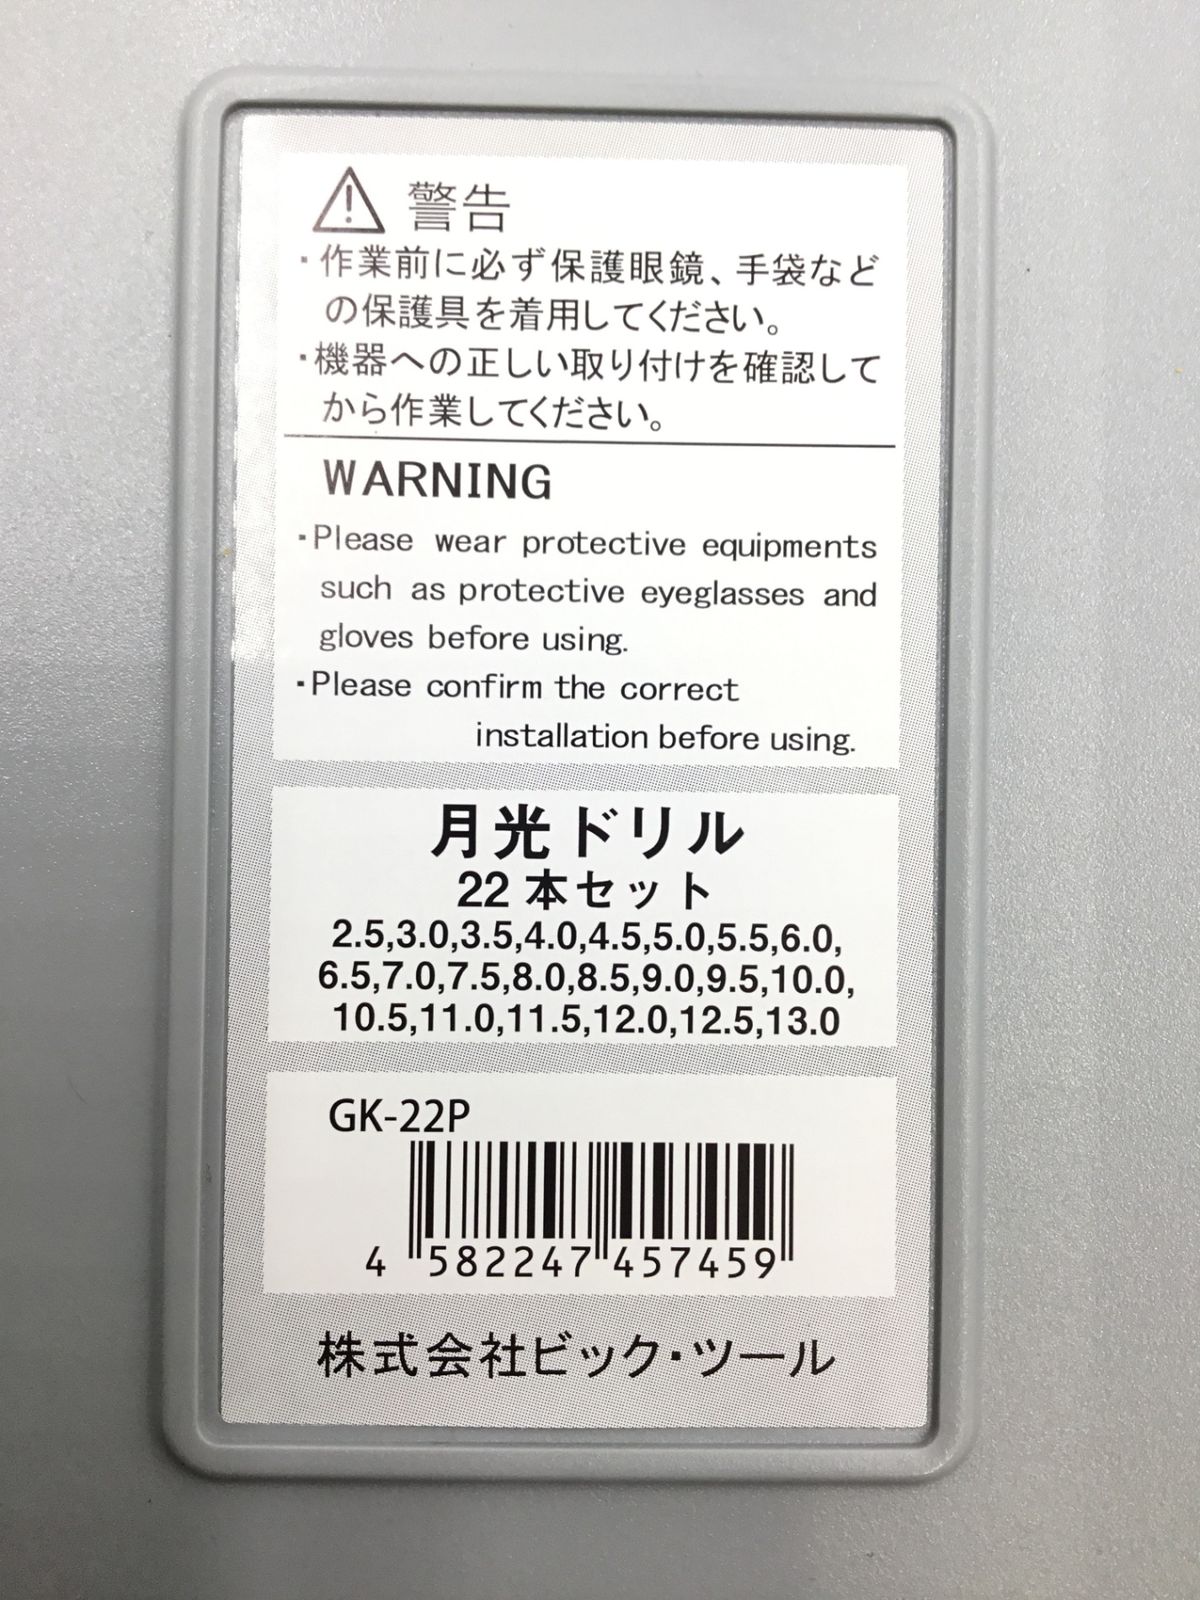 警告
・作業前に必ず保護眼鏡、手袋など
の保護具を着用してください。
・機器への正しい取り付けを確認して
から作業してください。
WARNING
・Please wear protective equipments
such as protective eyeglasses and
gloves before using.
・Please confirm the correct
installation before using.
月光ドリル
22本セット
2.5,3.0,3.5,4.0,4.5,5.0,5.5,6.0,
6.5,7.0,7.5,8.0,8.5,9.0,9.5,10.0,
10.5,11.0,11.5,12.0,12.5,13.0
GK-22P
4 582247 457459
株式会社ビック・ツール